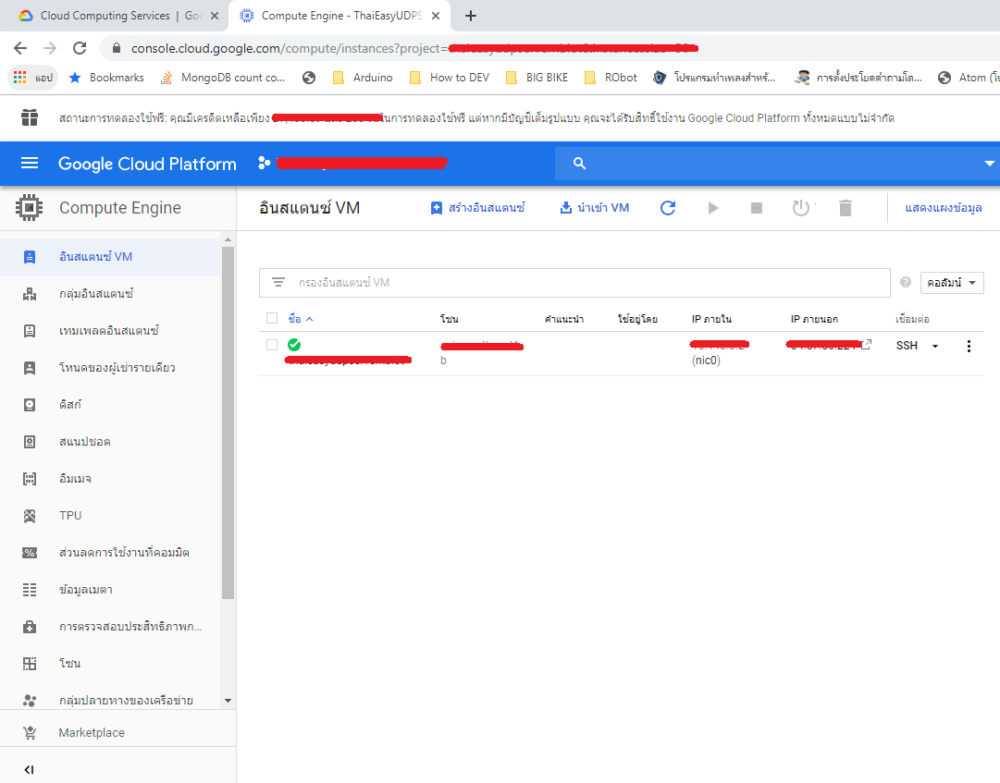 Cloud Computing Services | Goo
Compute Engine - ThaiEasyUDPS
console.cloud.google.com/compute/instances?project=
แอป
Bookmarks
MongoDB count co...
Arduino
How to DEV
BIG BIKE
RObot
โปรแกรมทำเพลงสำหรั...
การตั้งประโยคคำถามโด...
Atom (โ
สถานะการทดลองใช้ฟรี: คุณมีเครดิตเหลือเพียง
ในการทดลองใช้ฟรี แต่หากมีบัญชีเต็มรูปแบบ คุณจะได้รับสิทธิ์ใช้งาน Google Cloud Platform ทั้งหมดแบบไม่จำกัด
Google Cloud Platform
Compute Engine
อินสแตนซ์ VM
สร้างอินสแตนซ์
นำเข้า VM
แสดงแผงข้อมูล
อินสแตนซ์ VM
กลุ่มอินสแตนซ์
เทมเพลตอินสแตนซ์
โหนดของผู้เช่ารายเดียว
ดิสก์
สแนปชอต
อิมเมจ
TPU
ส่วนลดการใช้งานที่คอมมิต
ข้อมูลเมตา
การตรวจสอบประสิทธิภาพก...
โซน
กลุ่มปลายทางของเครือข่าย
Marketplace
กรองอินสแตนซ์ VM
คอลัมน์
ชื่อ
โซน
คำแนะนำ
ใช้อยู่โดย
IP ภายใน
IP ภายนอก
เชื่อมต่อ
b
(nic0)
SSH